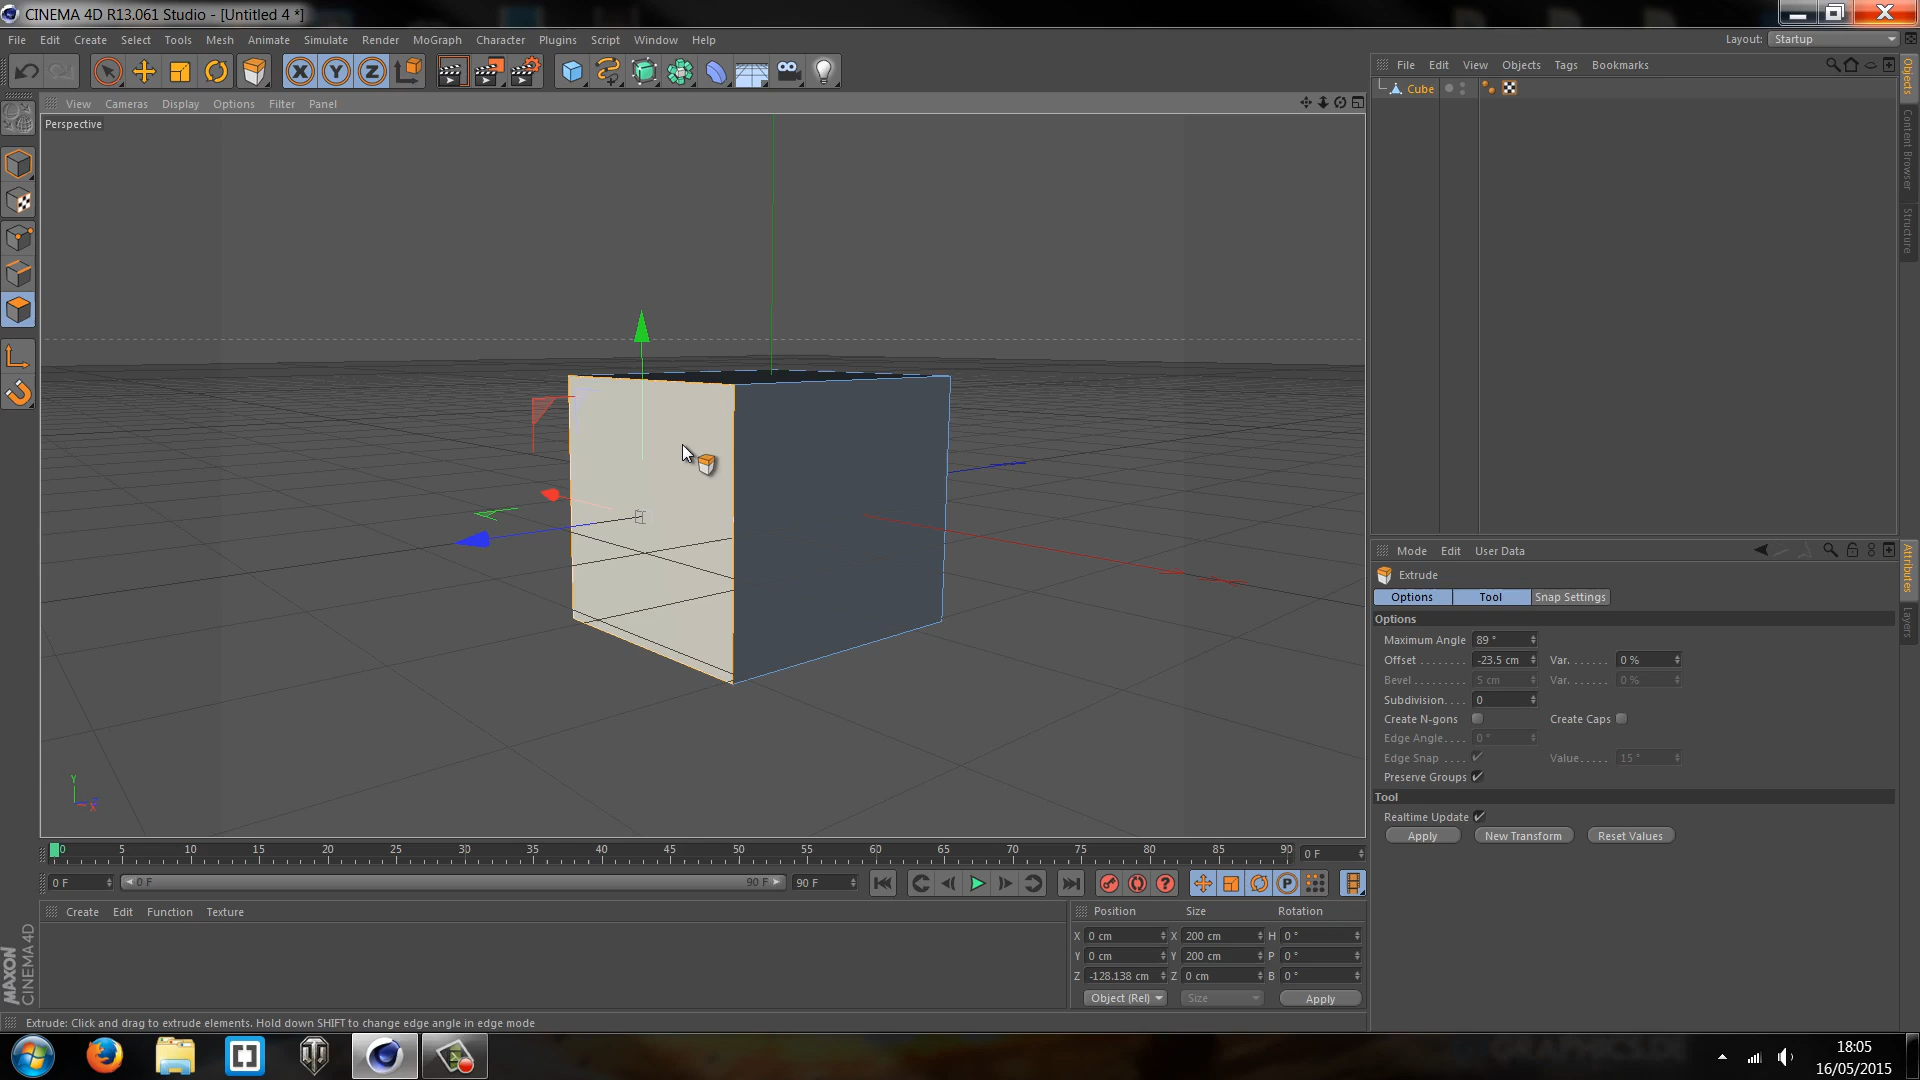 CINEMA 4D R13.061 Studio - [Untitled 4 *]
File Edit Create Select Tools Mesh Animate Simulate Render MoGraph Character Plugins Script Window Help
Layout: Startup
File Edit View Objects Tags Bookmarks
Cube
Objects
Content Browser
Structure
View Cameras Display Options Filter Panel
Perspective
Y
X
Mode Edit User Data
Attributes
Layers
Extrude
Options Tool Snap Settings
Options
Maximum Angle 89 °
Offset . . . . . . . . -23.5 cm Var. . . . . . . 0 %
Bevel . . . . . . . . . 5 cm Var. . . . . . . 0 %
Subdivision. . . . 0
Create N-gons Create Caps
Edge Angle. . . . 0 °
Edge Snap . . . . Value. . . . . 15 °
Preserve Groups
Tool
Realtime Update
Apply New Transform Reset Values
0 5 10 15 20 25 30 35 40 45 50 55 60 65 70 75 80 85 90 0 F
0 F 0 F 90 F 90 F
Create Edit Function Texture
Position Size Rotation
X 0 cm X 200 cm H 0 °
Y 0 cm Y 200 cm P 0 °
Z -128.138 cm Z 0 cm B 0 °
Object (Rel) Size Apply
MAXON
CINEMA 4D
Extrude: Click and drag to extrude elements. Hold down SHIFT to change edge angle in edge mode
18:05
16/05/2015